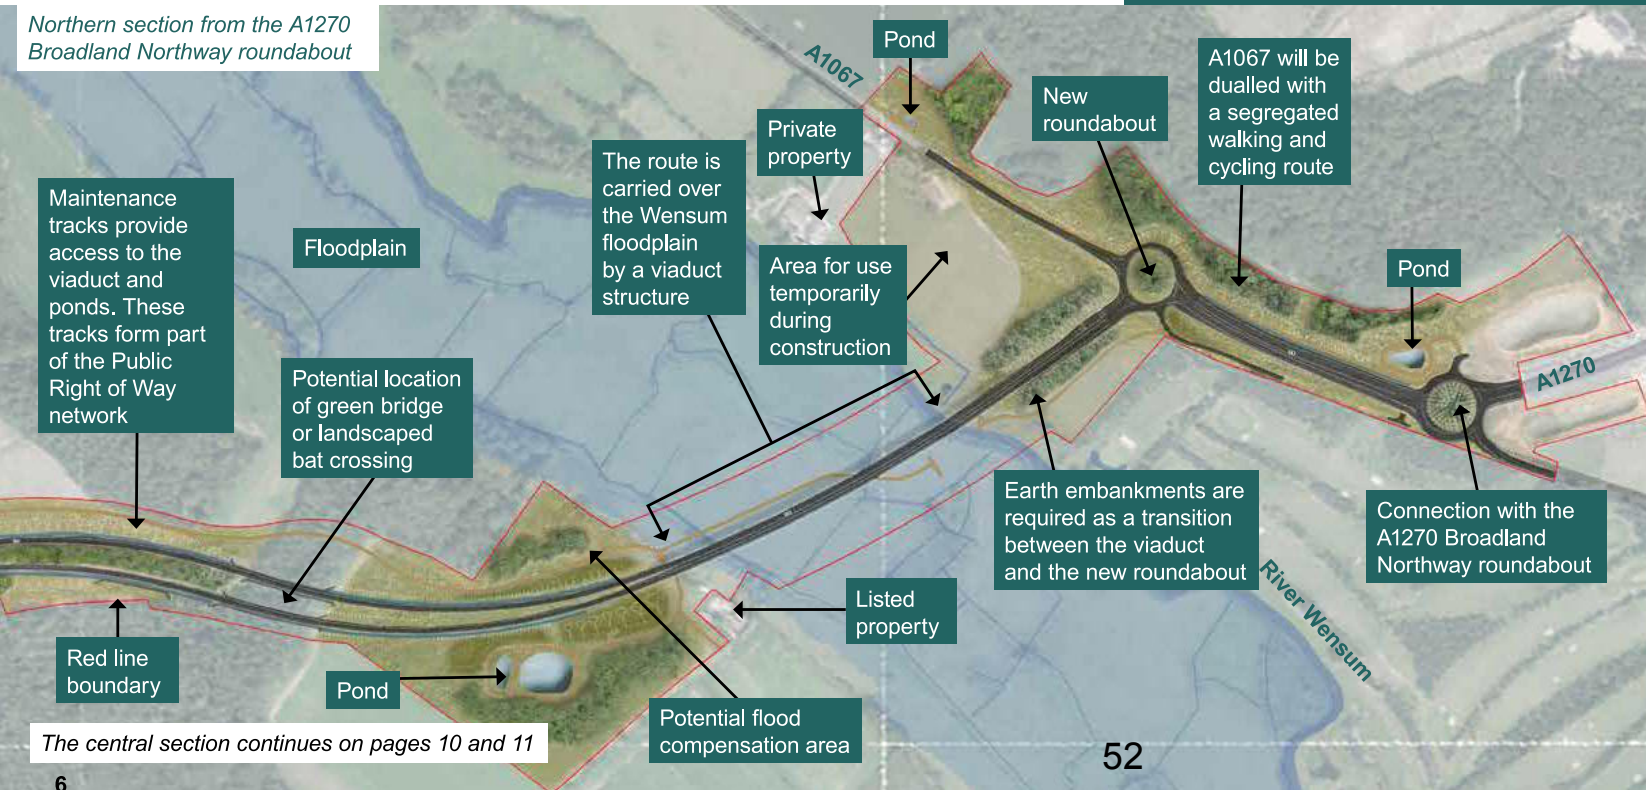 Northern section from the A1270
Broadland Northway roundabout
A1067
Pond
New
roundabout
A1067 will be
dualled with
a segregated
walking and
cycling route
Private
property
The route is
carried over
the Wensum
floodplain
by a viaduct
structure
Maintenance
tracks provide
access to the
viaduct and
ponds. These
tracks form part
of the Public
Right of Way
network
Floodplain
Area for use
temporarily
during
construction
Pond
A1270
Potential location
of green bridge
or landscaped
bat crossing
Earth embankments are
required as a transition
between the viaduct
and the new roundabout
Connection with the
A1270 Broadland
Northway roundabout
River Wensum
Listed
property
Red line
boundary
Pond
Potential flood
compensation area
The central section continues on pages 10 and 11
52
6